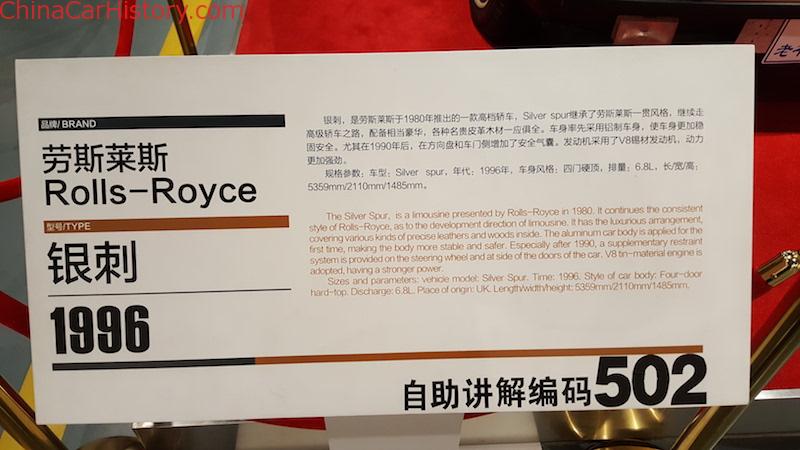 ChinaCarHistory.com
老个
品牌/ BRAND
劳斯莱斯
Rolls-Royce
型号/TYPE
银刺
1996
银刺，是劳斯莱斯于1980年推出的一款高档轿车，Silver spur继承了劳斯莱斯一贯风格，继续走
高级轿车之路，配备相当豪华，各种名贵皮革木材一应俱全。车身率先采用铝制车身，使车身更加稳
固安全。尤其在1990年后，在方向盘和车门侧增加了安全气囊。发动机采用了V8锡材发动机，动力
更加强劲。
规格参数：车型：Silver spur，年代：1996年，车身风格：四门硬顶，排量：6.8L，长/宽/高：
5359mm/2110mm/1485mm。
The Silver Spur, is a limousine presented by Rolls-Royce in 1980. It continues the consistent
style of Rolls-Royce, as to the development direction of limousine. It has the luxurious arrangement,
covering various kinds of precise leathers and woods inside. The aluminum car body is applied for the
first time, making the body more stable and safer. Especially after 1990, a supplementary restraint
system is provided on the steering wheel and at side of the doors of the car. V8 tin-material engine is
adopted, having a stronger power.
Sizes and parameters: vehicle model: Silver Spur. Time: 1996. Style of car body: Four-door
hard-top. Discharge: 6.8L. Place of origin: UK. Length/width/height: 5359mm/2110mm/1485mm.
自助讲解编码502